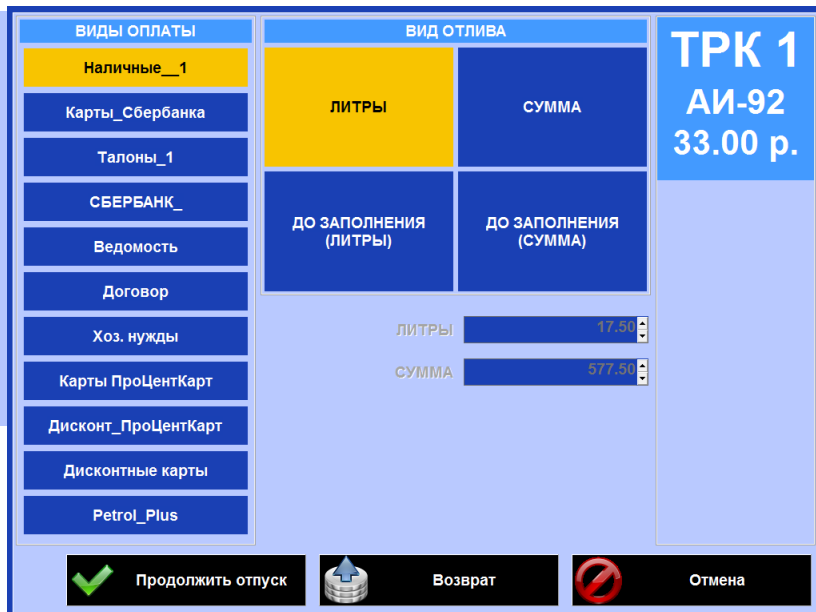 ВИДЫ ОПЛАТЫ
Наличные__1
Карты_Сбербанка
Талоны_1
СБЕРБАНК_
Ведомость
Договор
Хоз. нужды
Карты ПроЦентКарт
Дисконт_ПроЦентКарт
Дисконтные карты
Petrol_Plus
ВИД ОТЛИВА
ЛИТРЫ
СУММА
ДО ЗАПОЛНЕНИЯ
(ЛИТРЫ)
ДО ЗАПОЛНЕНИЯ
(СУММА)
ЛИТРЫ 17.50
СУММА 577.50
ТРК 1
АИ-92
33.00 р.
Продолжить отпуск
Возврат
Отмена